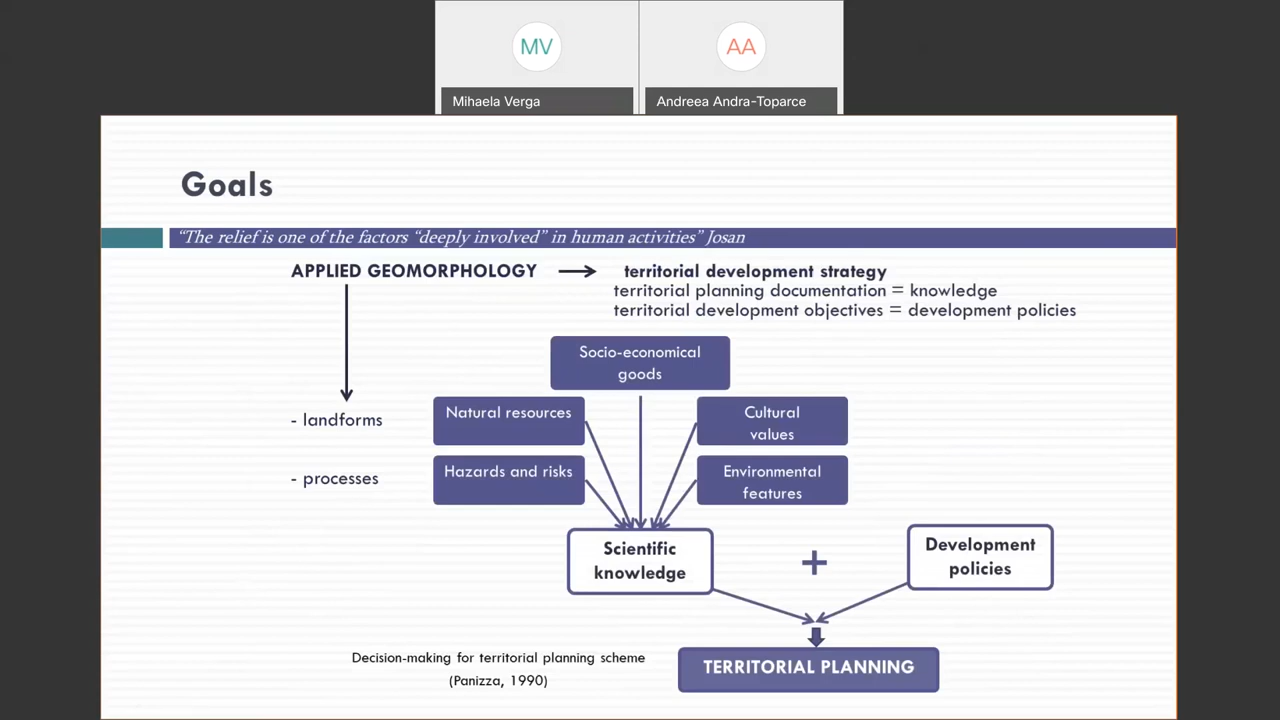 MV
AA
Mihaela Verga
Andreea Andra-Toparce
Goals
“The relief is one of the factors “deeply involved” in human activities” Josan
APPLIED GEOMORPHOLOGY
territorial development strategy
territorial planning documentation = knowledge
territorial development objectives = development policies
Socio-economical
goods
- landforms
Natural resources
Cultural
values
- processes
Hazards and risks
Environmental
features
Scientific
knowledge
+
Development
policies
Decision-making for territorial planning scheme
(Panizza, 1990)
TERRITORIAL PLANNING